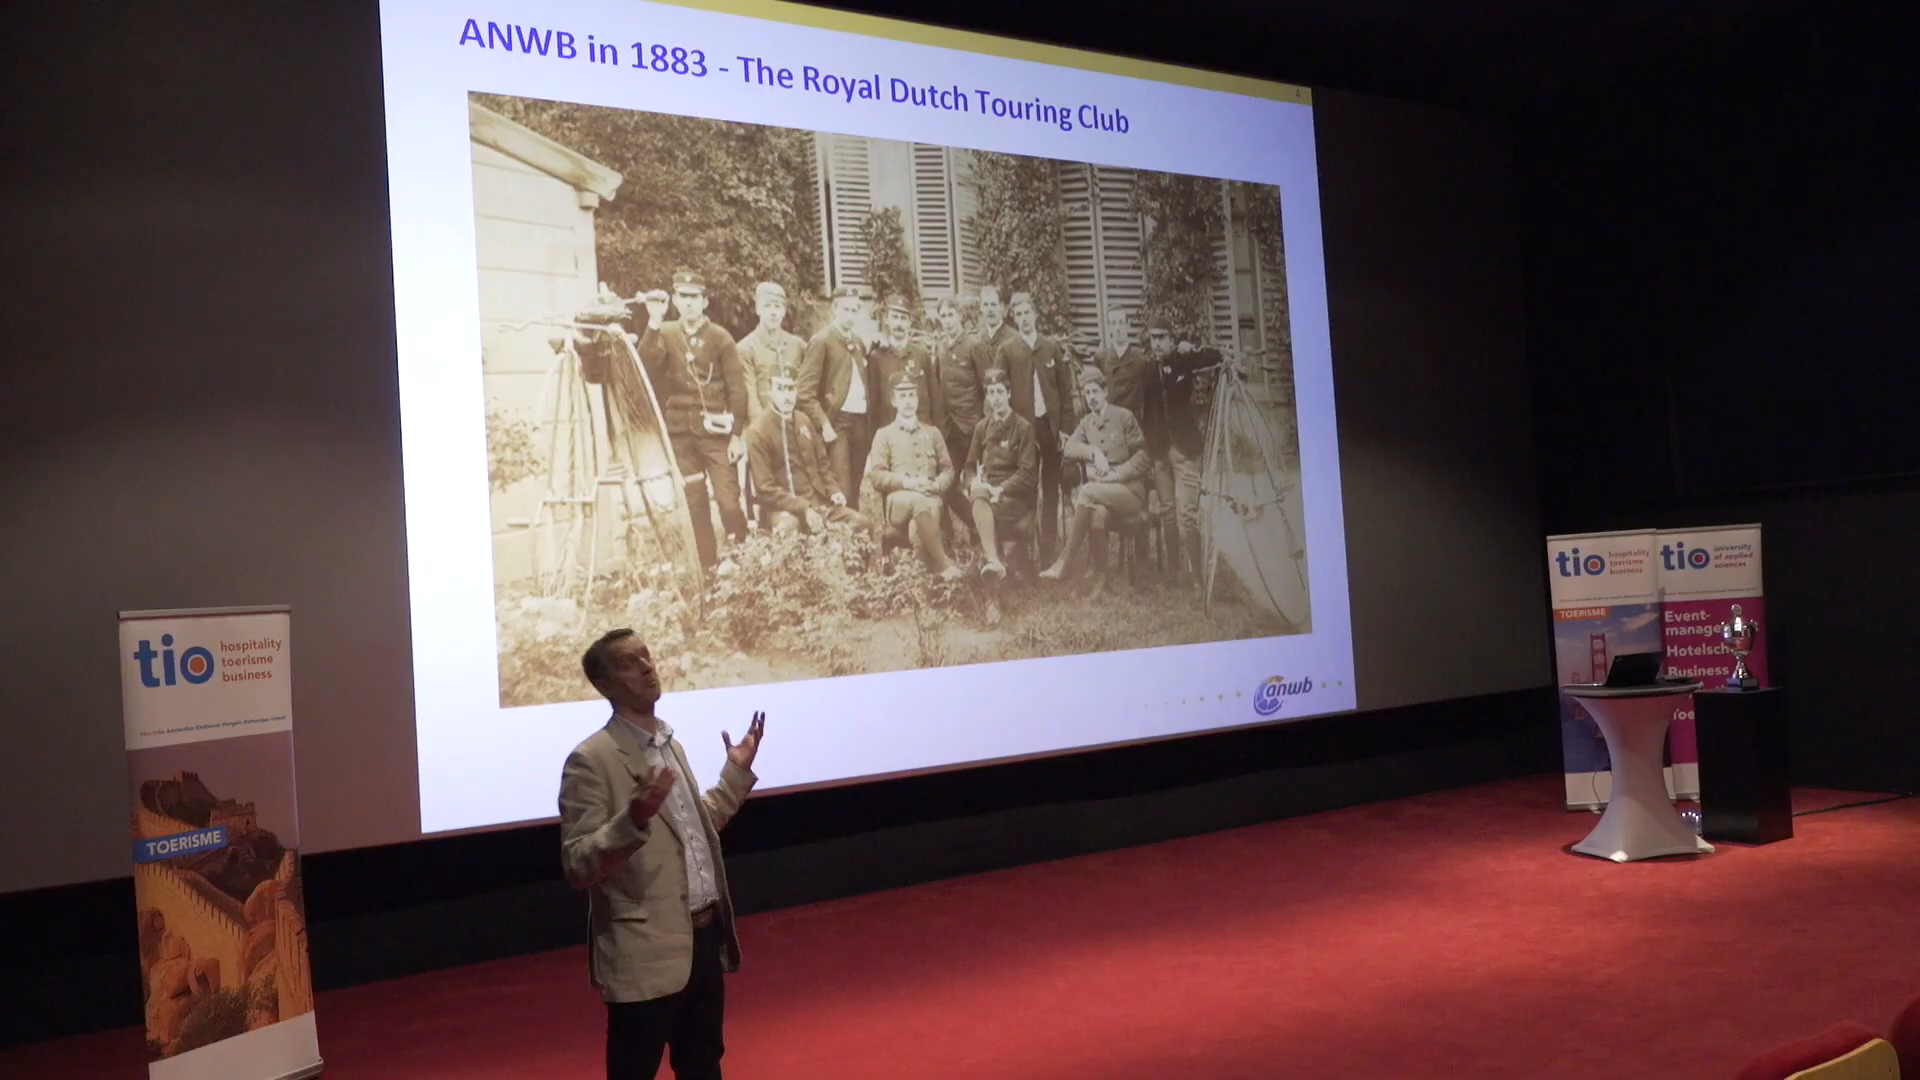 ANWB in 1883 - The Royal Dutch Touring Club
4
anwb
tio
hospitality
toerisme
business
TOERISME
tio
hospitality
toerisme
business
TOERISME
tio
university
of applied
sciences
Event-
Hotelsch
Business